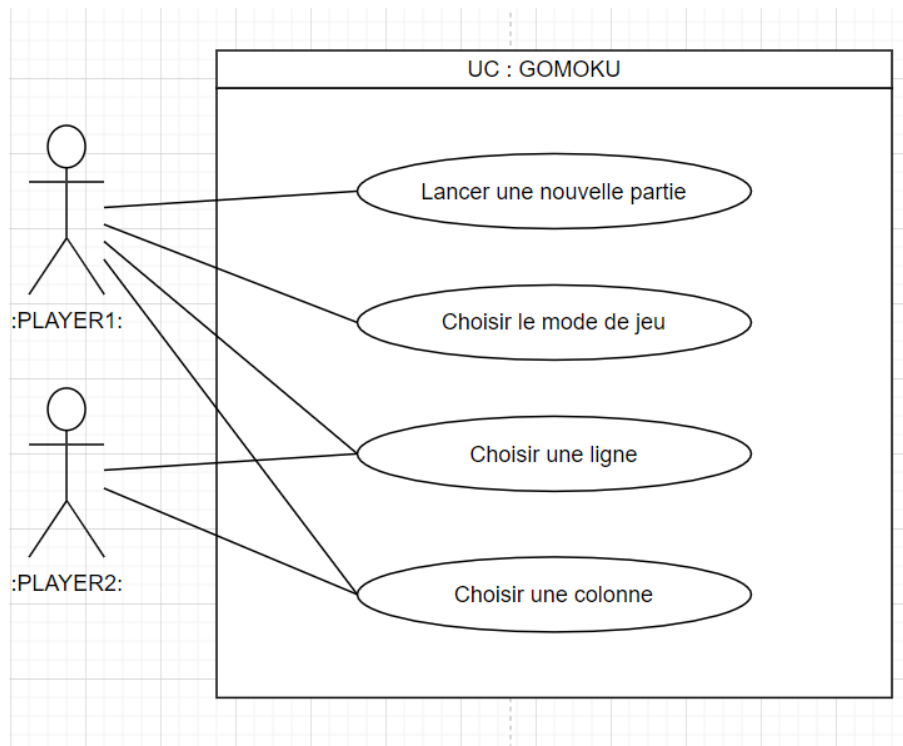 UC : GOMOKU
Lancer une nouvelle partie
Choisir le mode de jeu
:PLAYER1:
Choisir une ligne
Choisir une colonne
:PLAYER2: